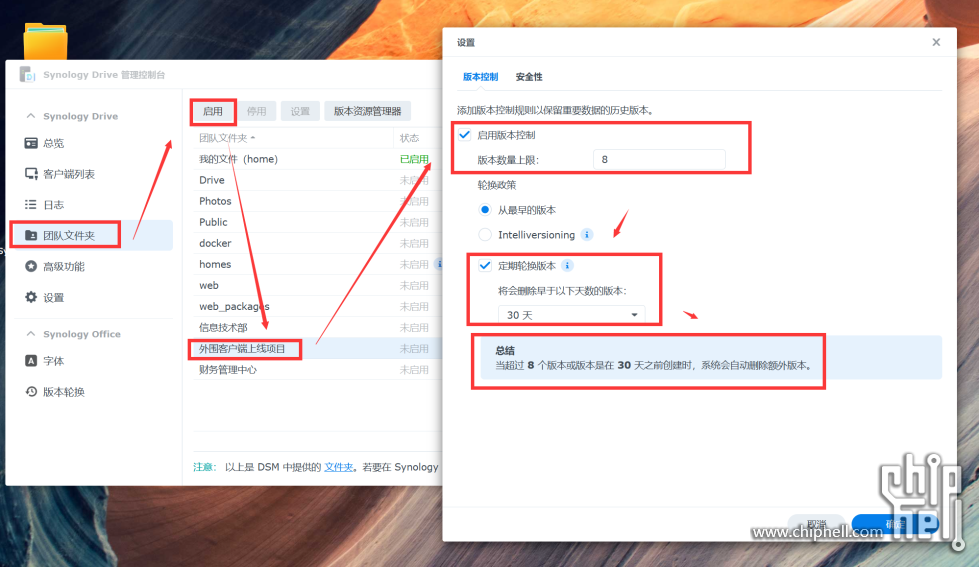 Synology Drive 管理控制台
Synology Drive
总览
客户端列表
日志
团队文件夹
高级功能
设置
Synology Office
字体
版本轮换
启用 停用 设置 版本资源管理器
团队文件夹 状态
我的文件（home） 已启用
Drive 未启用
Photos 未启用
Public 未启用
docker 未启用
homes 未启用
web 未启用
web_packages 未启用
信息技术部 未启用
外围客户端上线项目 未启用
财务管理中心 未启用
注意: 以上是 DSM 中提供的 文件夹。若要在 Synology
设置
版本控制 安全性
添加版本控制规则以保留重要数据的历史版本。
启用版本控制
版本数量上限: 8
轮换政策
从最早的版本
Intelliversioning
定期轮换版本
将会删除早于以下天数的版本:
30 天
总结
当超过 8 个版本或版本是在 30 天之前创建时，系统会自动删除额外版本。
取消 确定
www.chiphell.com
chip
hell